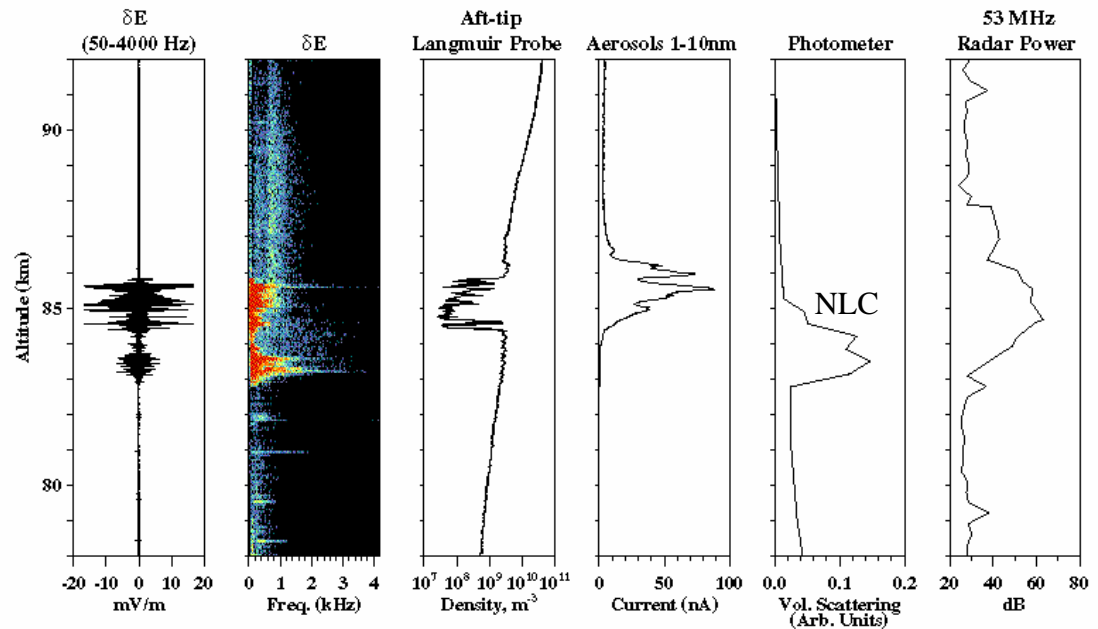 δE
(50-4000 Hz)
δE
Aft-tip
Langmuir Probe
Aerosols 1-10nm
Photometer
53 MHz
Radar Power
Altitude (km)
90
85
80
NLC
-20 -10 0 10 20
mV/m
0 1 2 3 4
Freq. (kHz)
10⁷ 10⁸ 10⁹ 10¹⁰ 10¹¹
Density, m⁻³
0 50 100
Current (nA)
0.0 0.1 0.2
Vol. Scattering
(Arb. Units)
20 40 60 80
dB